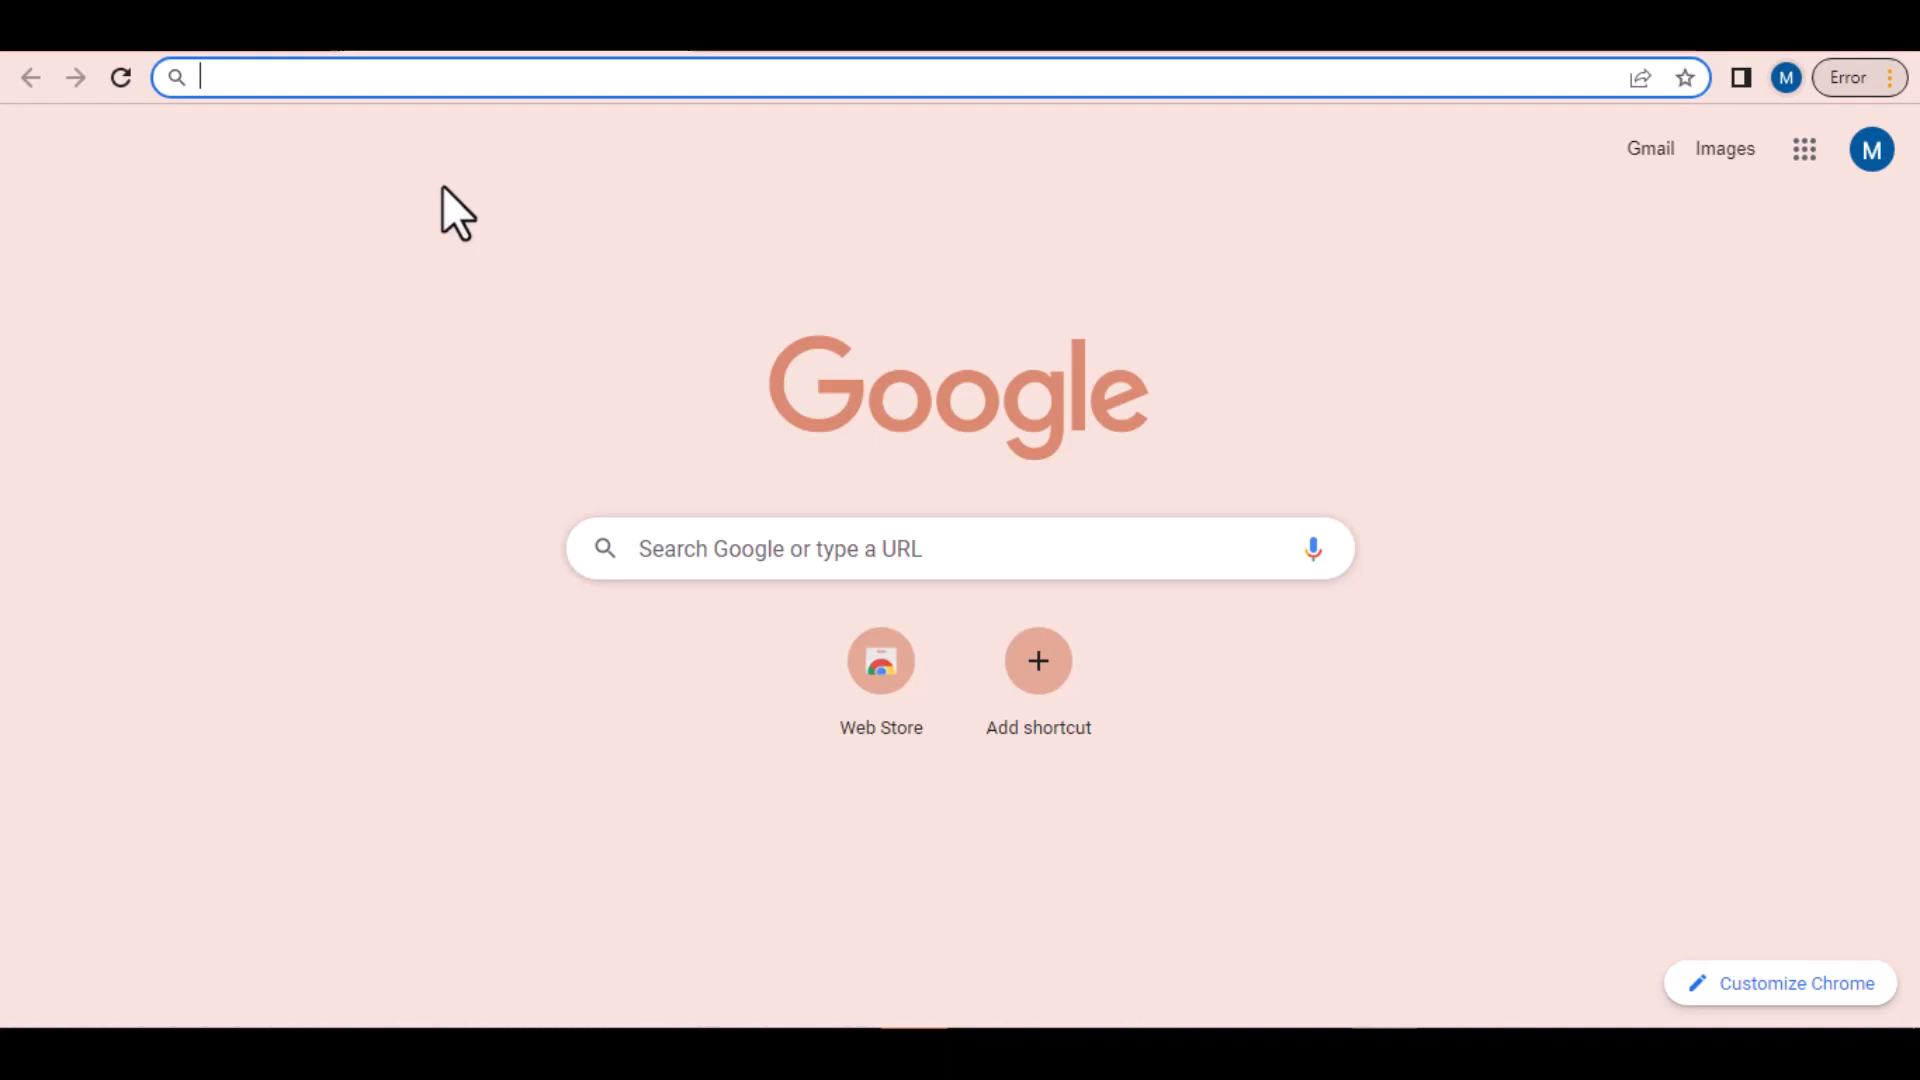 M
Error
Gmail
Images
M
Google
Search Google or type a URL
Web Store
Add shortcut
Customize Chrome